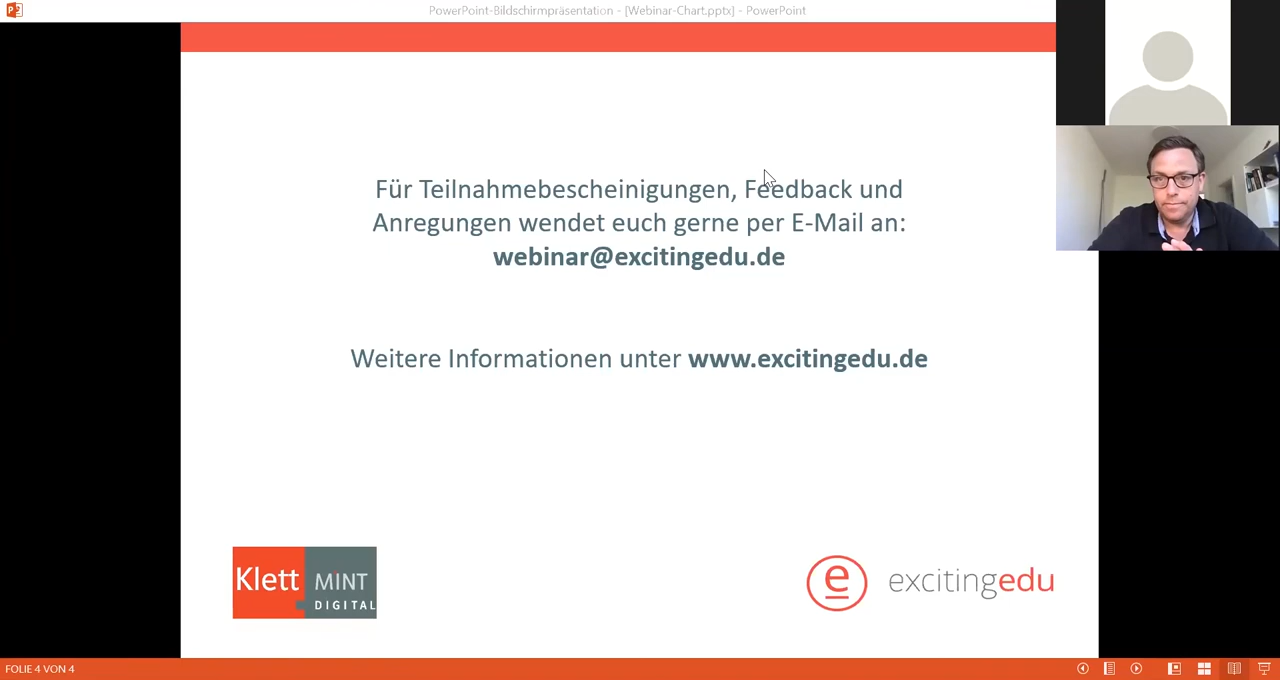 PowerPoint-Bildschirmpräsentation - [Webinar-Chart.pptx] - PowerPoint
Für Teilnahmebescheinigungen, Feedback und
Anregungen wendet euch gerne per E-Mail an:
webinar@excitingedu.de
Weitere Informationen unter www.excitingedu.de
Klett MINT
DIGITAL
e excitingedu
FOLIE 4 VON 4